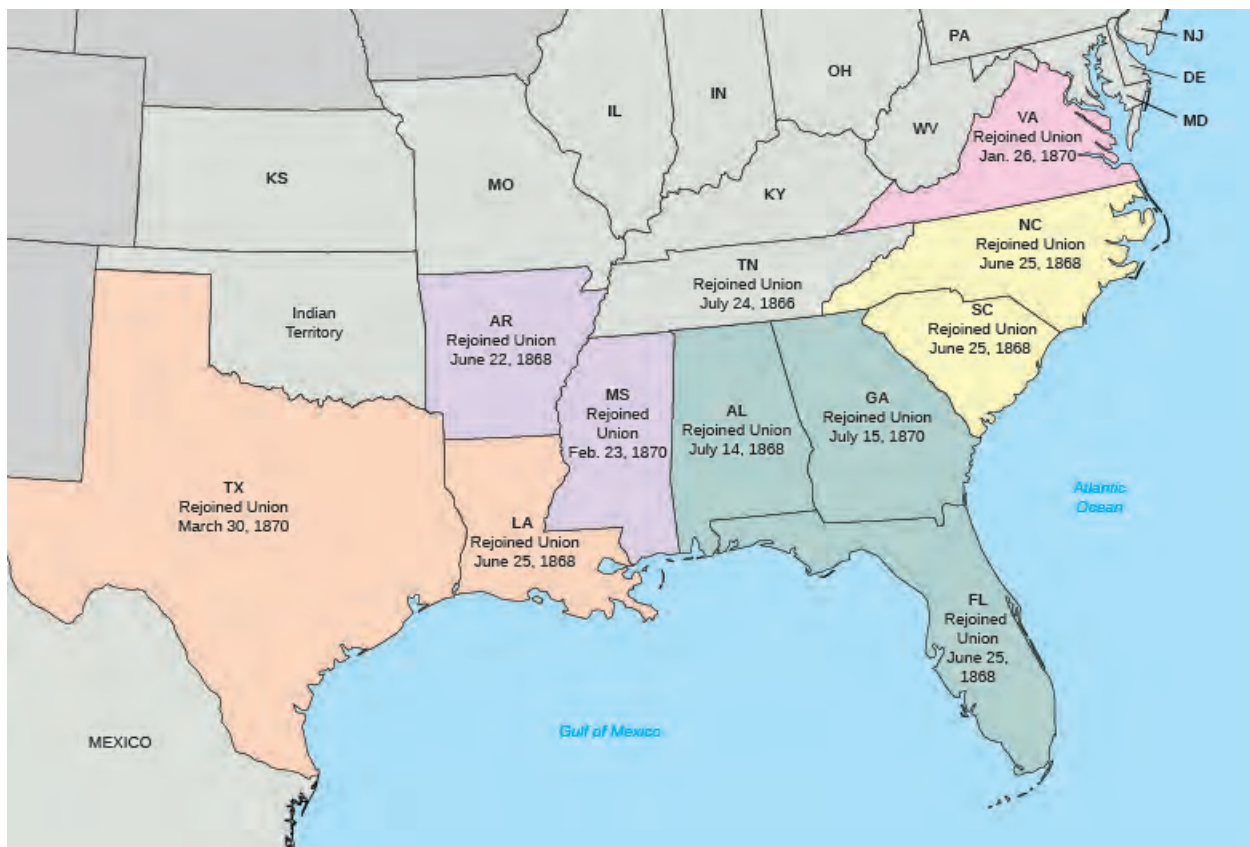 PA
NJ
OH
DE
IN
IL
MD
VA
Rejoined Union
Jan. 26, 1870
WV
KS
MO
KY
NC
Rejoined Union
June 25, 1868
TN
Rejoined Union
July 24, 1866
Indian
Territory
AR
Rejoined Union
June 22, 1868
SC
Rejoined Union
June 25, 1868
MS
Rejoined
Union
Feb. 23, 1870
AL
Rejoined Union
July 14, 1868
GA
Rejoined Union
July 15, 1870
TX
Rejoined Union
March 30, 1870
LA
Rejoined Union
June 25, 1868
Atlantic
Ocean
FL
Rejoined
Union
June 25,
1868
Gulf of Mexico
MEXICO